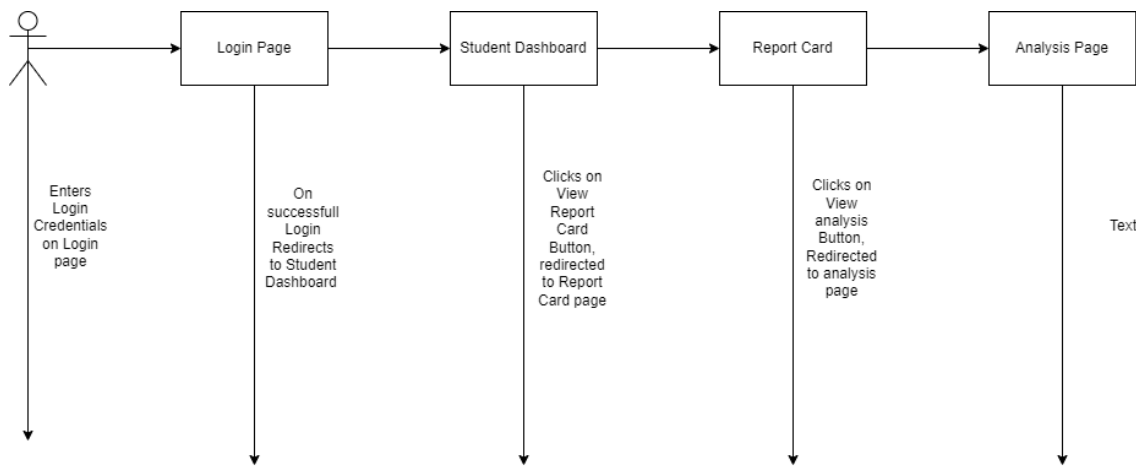 Login Page
Student Dashboard
Report Card
Analysis Page
Enters
Login
Credentials
on Login
page
On
successfull
Login
Redirects
to Student
Dashboard
Clicks on
View
Report
Card
Button,
redirected
to Report
Card page
Clicks on
View
analysis
Button,
Redirected
to analysis
page
Text